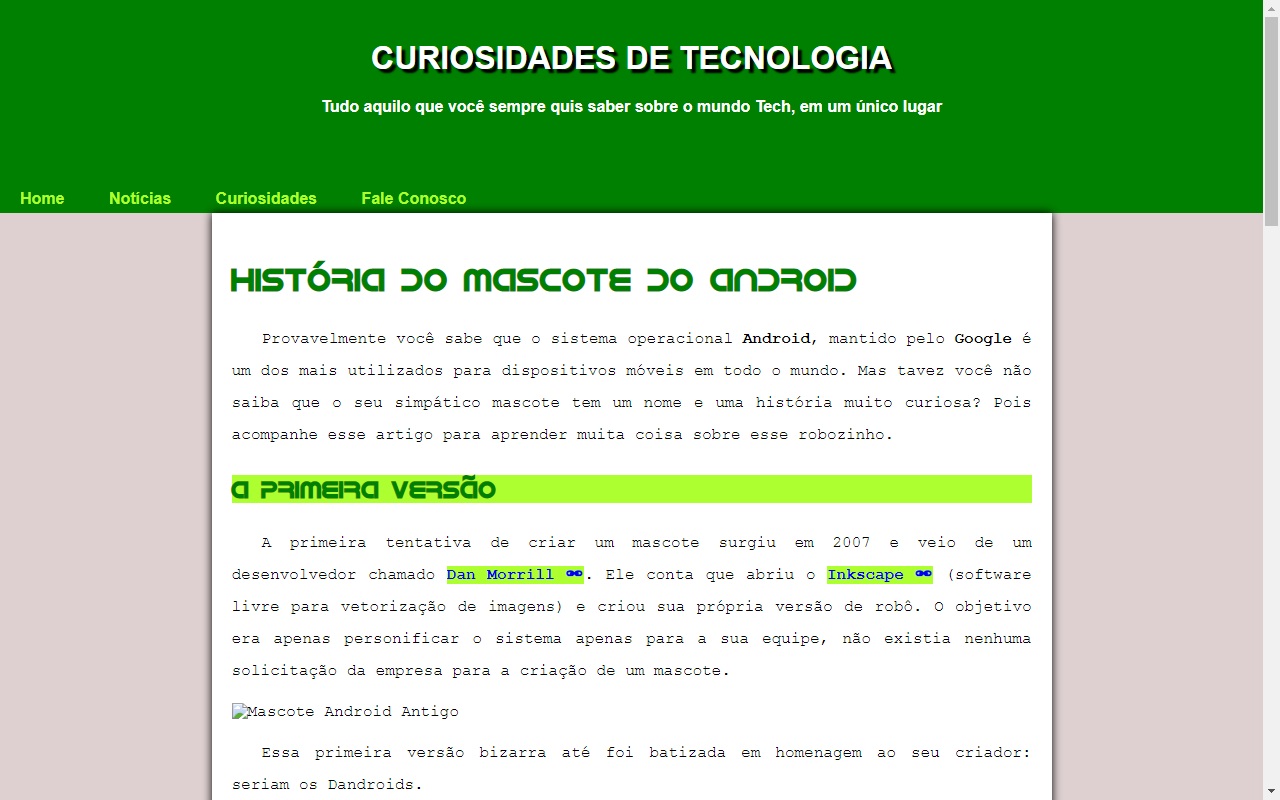 CURIOSIDADES DE TECNOLOGIA
Tudo aquilo que você sempre quis saber sobre o mundo Tech, em um único lugar
Home Notícias Curiosidades Fale Conosco
HISTÓRIA DO MASCOTE DO ANDROID
Provavelmente você sabe que o sistema operacional Android, mantido pelo Google é
um dos mais utilizados para dispositivos móveis em todo o mundo. Mas tavez você não
saiba que o seu simpático mascote tem um nome e uma história muito curiosa? Pois
acompanhe esse artigo para aprender muita coisa sobre esse robozinho.
A PRIMEIRA VERSÃO
A primeira tentativa de criar um mascote surgiu em 2007 e veio de um
desenvolvedor chamado Dan Morrill. Ele conta que abriu o Inkscape (software
livre para vetorização de imagens) e criou sua própria versão de robô. O objetivo
era apenas personificar o sistema apenas para a sua equipe, não existia nenhuma
solicitação da empresa para a criação de um mascote.
Mascote Android Antigo
Essa primeira versão bizarra até foi batizada em homenagem ao seu criador:
seriam os Dandroids.